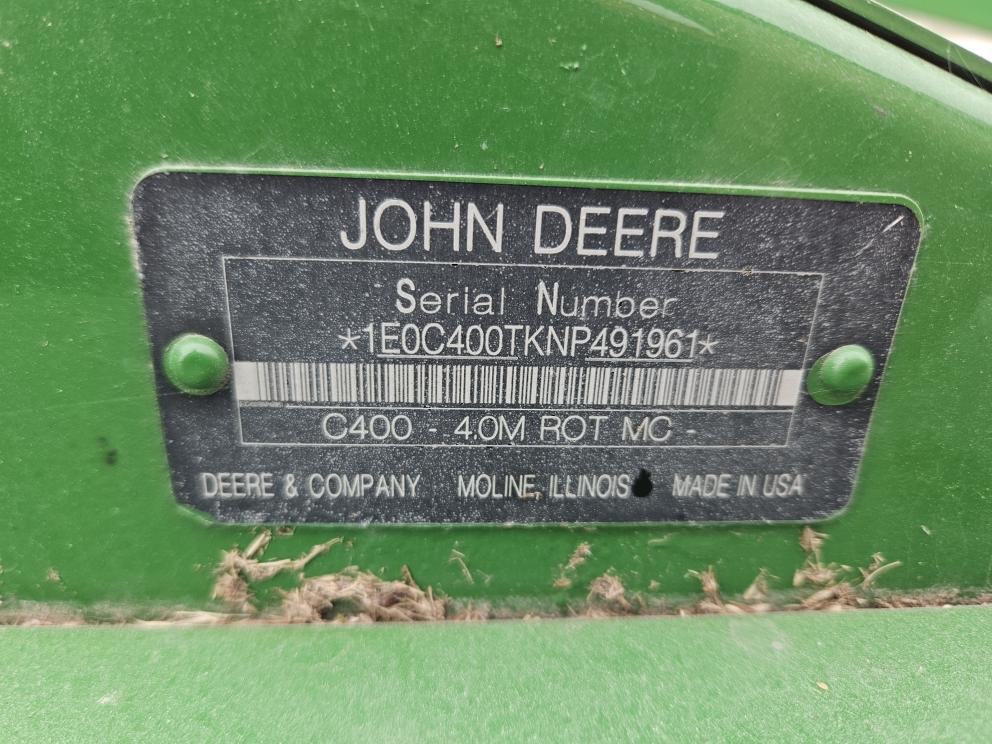 JOHN DEERE
Serial Number
*1E0C400TKNP491961*
C400 - 4.0M ROT MC -
DEERE & COMPANY MOLINE, ILLINOIS MADE IN USA